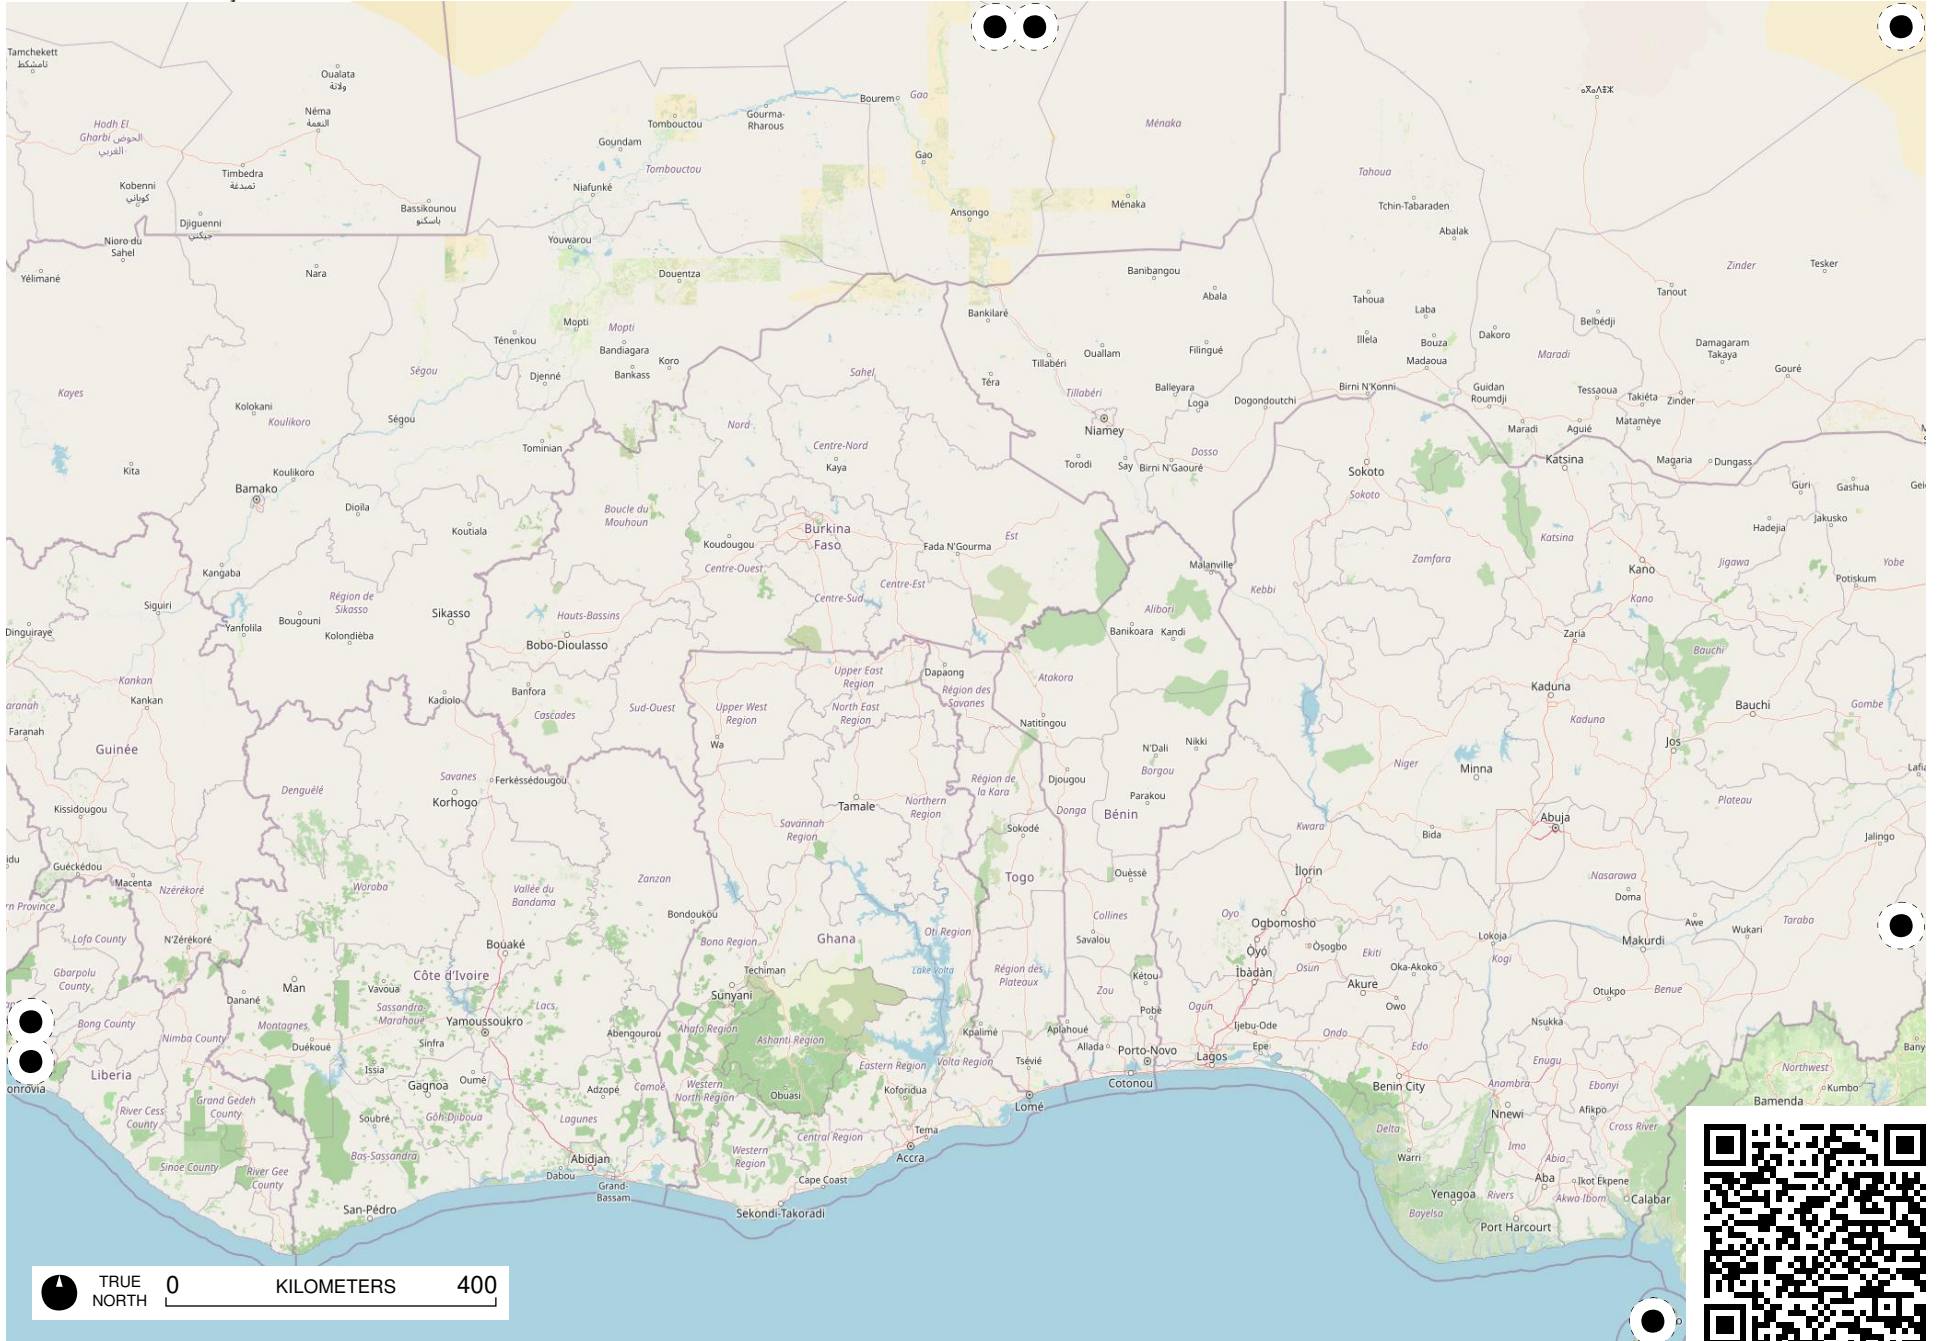 Tamchekett
تامشكط
Oualata
ولاتة
Néma
النعمة
Hodh El
Gharbi الحوض
الغربي
Timbedra
تمبدغة
Kobenni
كوباني
Djiguenni
جيكني
Bassikounou
باسكنو
Bourem
Gao
Gourma-
Rharous
Tombouctou
Goundam
Tombouctou
Gao
Niafunké
Ansongo
Ménaka
Ménaka
ⴰⴳⴰⴷⴻⵣ
Tahoua
Tchin-Tabaraden
Abalak
Nioro du
Sahel
Yélimané
Nara
Youwarou
Douentza
Banibangou
Abala
Bankilaré
Zinder
Tesker
Tanout
Tahoua
Laba
Belbédji
Mopti
Mopti
Ténenkou
Bandiagara
Koro
Bankass
Djenné
Ségou
Sahel
Téra
Tillabéri
Ouallam
Filingué
Illela
Bouza
Dakoro
Madaoua
Maradi
Damagaram
Takaya
Gouré
Kayes
Kolokani
Koulikoro
Ségou
Tillabéri
Balleyara
Loga
Dogondoutchi
Birni N'Konni
Guidan
Roumdji
Tessaoua
Takiéta
Zinder
Niamey
Maradi
Aguié
Matamèye
Nord
Centre-Nord
Kaya
Tominian
Kita
Koulikoro
Bamako
Torodi
Say
Birni N'Gaouré
Dosso
Sokoto
Sokoto
Katsina
Magaria
Dungass
Guri
Gashua
Gei
Dioïla
Koutiala
Boucle du
Mouhoun
Burkina
Faso
Koudougou
Fada N'Gourma
Est
Hadejia
Jakusko
Katsina
Zamfara
Kangaba
Centre-Ouest
Centre-Est
Centre-Sud
Malanville
Kebbi
Kano
Jigawa
Yobe
Potiskum
Kano
Siguiri
Région de
Sikasso
Bougouni
Sikasso
Yanfolila
Kolondièba
Dinguiraye
Hauts-Bassins
Bobo-Dioulasso
Alibori
Banikoara
Kandi
Zaria
Bauchi
Kankan
Kankan
aranah
Faranah
Kadiolo
Banfora
Cascades
Sud-Ouest
Upper West
Region
Wa
Upper East
Region
North East
Region
Dapaong
Région des
Savanes
Atakora
Natitingou
Kaduna
Kaduna
Bauchi
Gombe
Guinée
Jos
N'Dali
Nikki
Borgou
Djougou
Parakou
Niger
Minna
Lafia
Savanes
Ferkéssédougou
Korhogo
Denguélé
Kissidougou
Tamale
Northern
Region
Savannah
Region
Région de
la Kara
Donga
Bénin
Sokodé
Kwara
Bida
Abuja
Plateau
Jalingo
idu
Guéckédou
Macenta
Nzérékoré
Woroba
Vallée du
Bandama
Zanzan
Togo
Ouèssè
Ìlọrin
Nasarawa
Doma
rn Province
Lofa County
N'Zérékoré
Bondoukou
Bono Region
Ghana
Oti Region
Collines
Savalou
Oyo
Ogbomosho
Òṣogbo
Ọ̀yọ́
Ekiti
Lokoja
Kogi
Makurdi
Awe
Wukari
Taraba
Gbarpolu
County
Man
Danané
Vavoua
Bouaké
Côte d'Ivoire
Techiman
Sunyani
Lake Volta
Région des
Plateaux
Kétou
Zou
Ìbàdàn
Osun
Oka-Akoko
Akure
Owo
Otukpo
Benue
Sassandra-
Marahoué
Lacs
Yamoussoukro
Bong County
Nimba County
Montagnes
Duékoué
Sinfra
Abengourou
Ahafo Region
Ashanti Region
Kpalimé
Aplahoué
Pobè
Ogun
Ijebu-Ode
Epe
Ondo
Edo
Nsukka
Enugu
Liberia
Issia
Gagnoa
Oumé
Adzopé
Comoé
Western
North Region
Obuasi
Eastern Region
Koforidua
Volta Region
Tsévié
Allada
Porto-Novo
Cotonou
Lagos
Benin City
Anambra
Ebonyi
Northwest
Kumbo
Bamenda
Bany
onrovia
River Cess
County
Grand Gedeh
County
Soubré
Gôh-Djiboua
Lagunes
Lomé
Nnewi
Afikpo
Cross River
Central Region
Tema
Accra
Delta
Warri
Imo
Abia
Sinoe County
River Gee
County
Bas-Sassandra
Abidjan
Dabou
Grand-
Bassam
Western
Region
Cape Coast
Sekondi-Takoradi
San-Pédro
Yenagoa
Rivers
Bayelsa
Aba
Ikot Ekpene
Akwa Ibom
Calabar
Port Harcourt
TRUE
NORTH
0 KILOMETERS 400